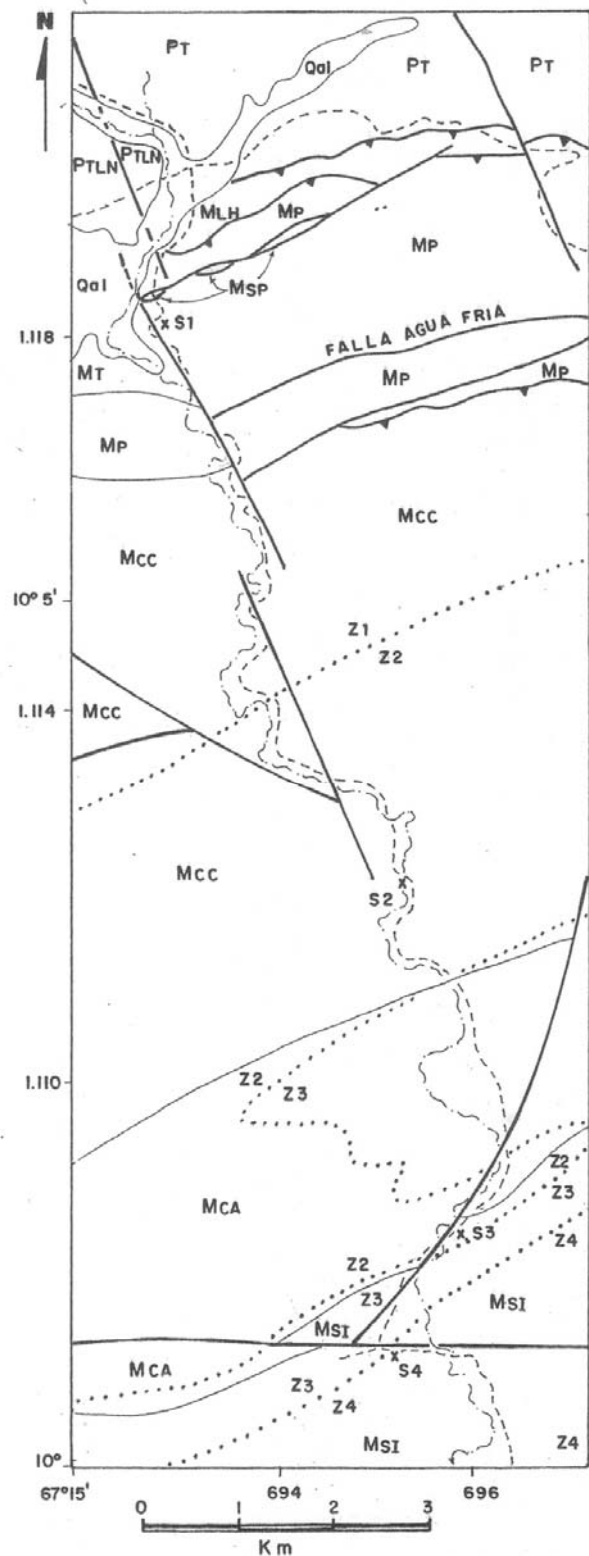 N
PT
Qal
PT
PT
PTLN
PTLN
MLH
MP
MP
Qal
MSP
S1
1.118
FALLA AGUA FRIA
MT
MP
MP
MP
MCC
MCC
10° 5'
Z1
Z2
1.114
MCC
MCC
S2
1.110
Z2
Z3
MCA
Z2
Z3
S3
Z4
Z2
Z3
MSI
MSI
MCA
Z3
S4
Z4
MSI
Z4
10°
67°15'
694
696
0
1
2
3
Km